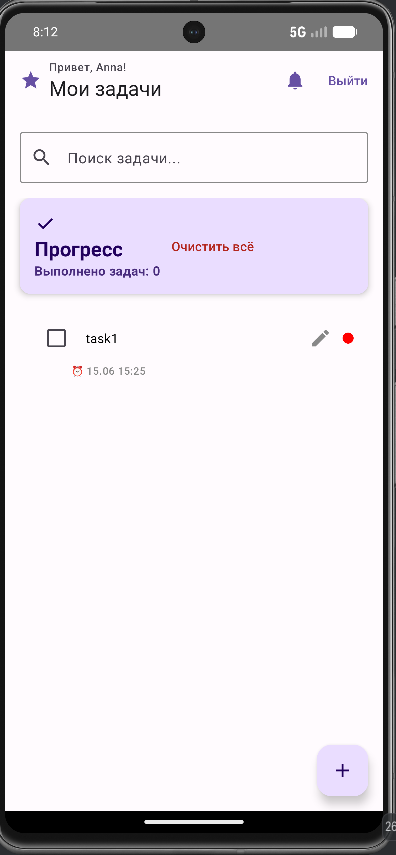 8:12
5G
Привет, Anna!
Мои задачи
Выйти
Поиск задачи...
Прогресс
Очистить всё
Выполнено задач: 0
task1
⏰ 15.06 15:25
+
26